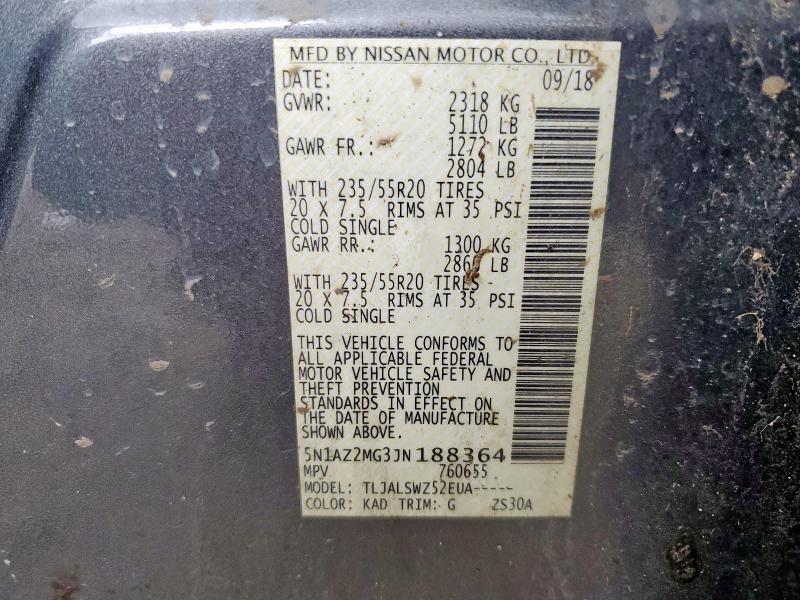 MFD BY NISSAN MOTOR CO., LTD.
DATE: 09/18
GVWR: 2318 KG
5110 LB
GAWR FR.: 1272 KG
2804 LB
WITH 235/55R20 TIRES
20 X 7.5 RIMS AT 35 PSI
COLD SINGLE
GAWR RR.: 1300 KG
LB
WITH 235/55R20 TIRES
20 X 7.5 RIMS AT 35 PSI
COLD SINGLE
THIS VEHICLE CONFORMS TO
ALL APPLICABLE FEDERAL
MOTOR VEHICLE SAFETY AND
THEFT PREVENTION
STANDARDS IN EFFECT ON
THE DATE OF MANUFACTURE
SHOWN ABOVE.
5N1AZ2MG3JN188364
MPV 760655
MODEL: TLJALSWZ52EUA-----
COLOR: KAD TRIM: G ZS30A